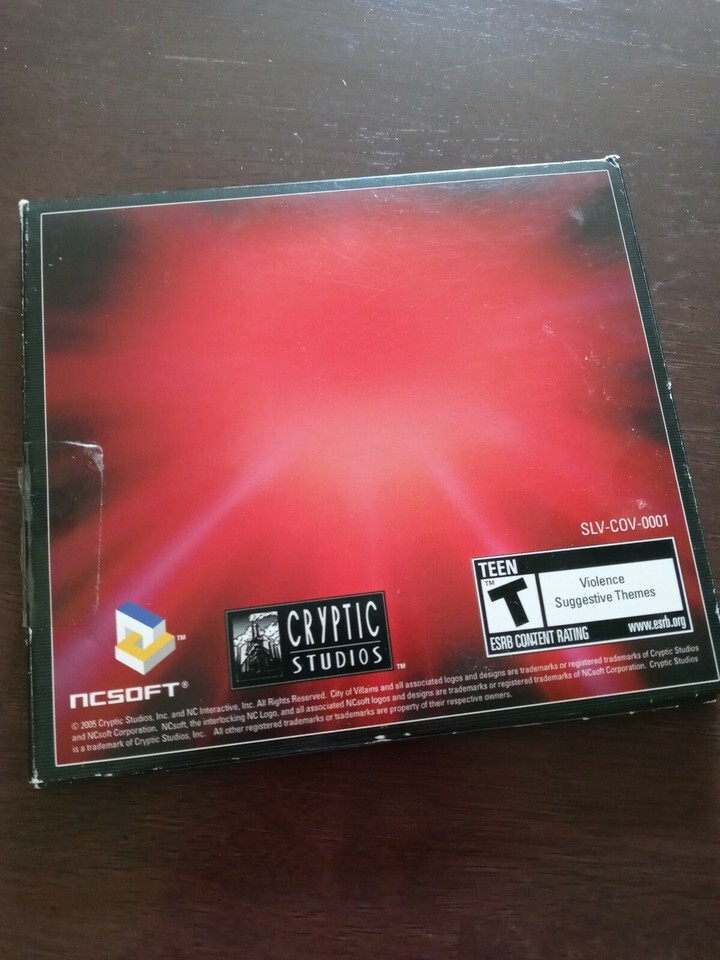 SLV-COV-0001
TEEN
TM
T
Violence
Suggestive Themes
ESRB CONTENT RATING www.esrb.org
TM
NCSOFT®
CRYPTIC
STUDIOS
TM
© 2005 Cryptic Studios, Inc. and NC Interactive, Inc. All Rights Reserved. City of Villains and all associated logos and designs are trademarks or registered trademarks of Cryptic Studios
and NCsoft Corporation. NCsoft, the interlocking NC Logo, and all associated NCsoft logos and designs are trademarks or registered trademarks of NCsoft Corporation. Cryptic Studios
is a trademark of Cryptic Studios, Inc. All other registered trademarks or trademarks are property of their respective owners.